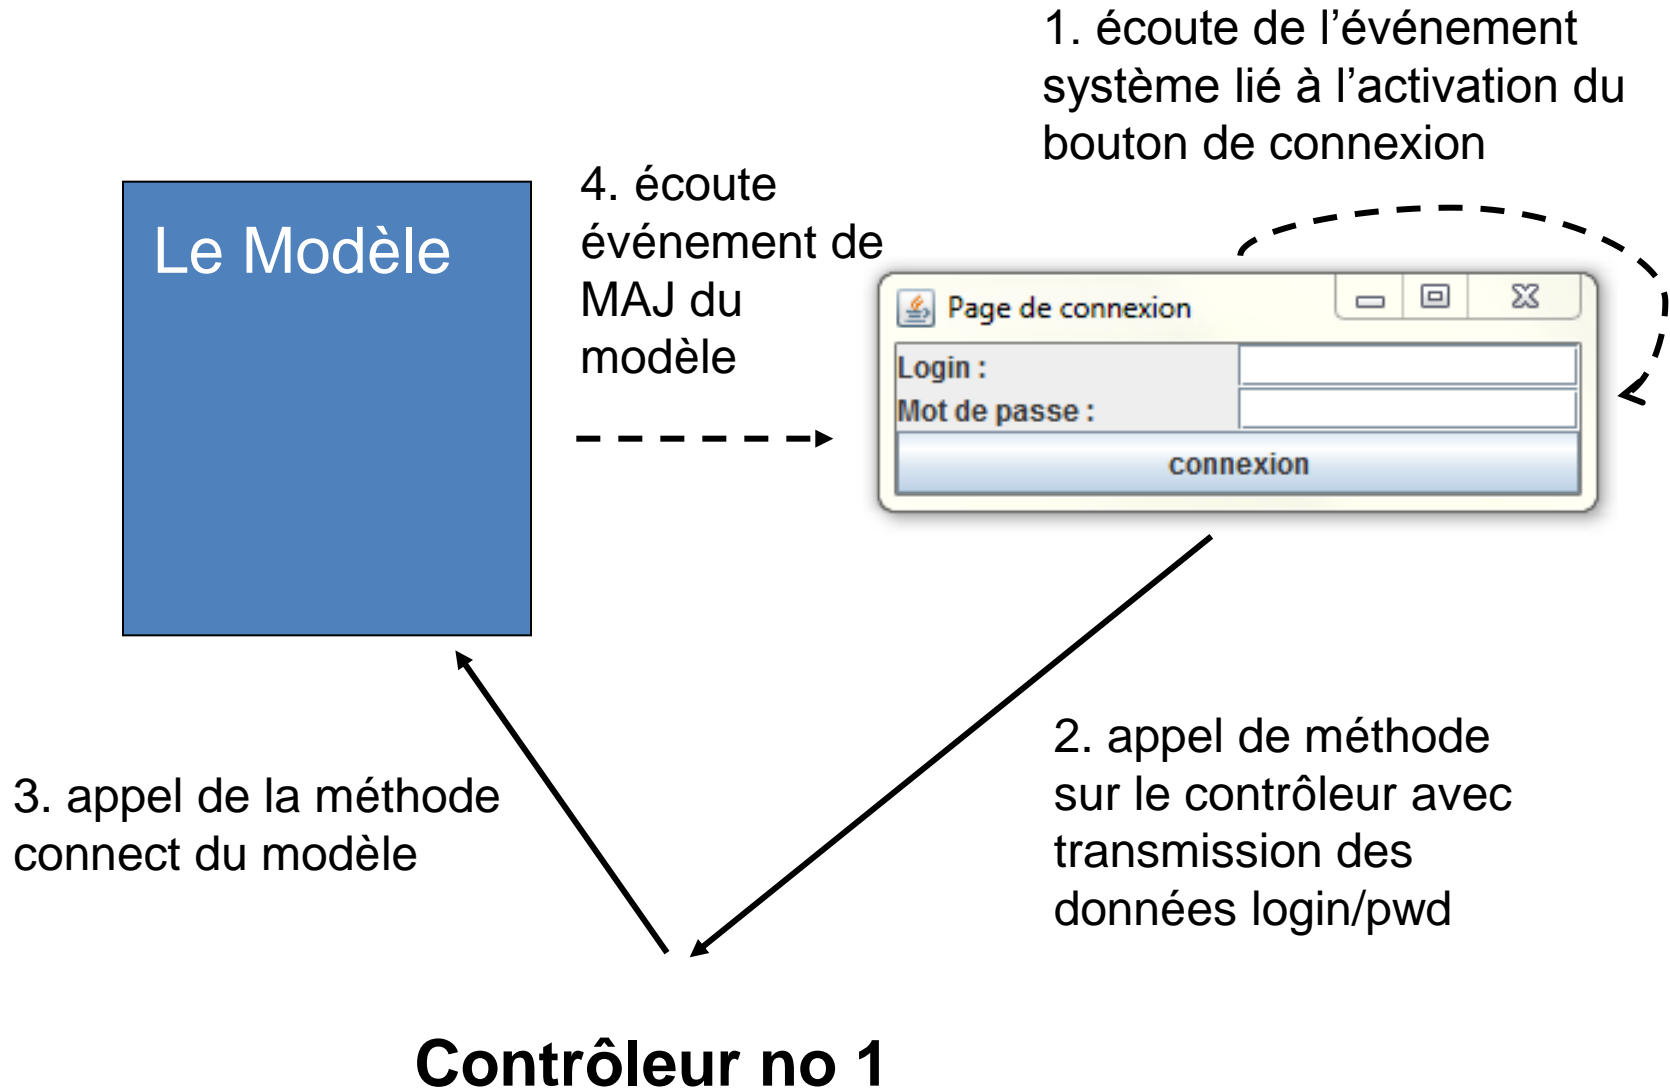 1. écoute de l’événement
système lié à l’activation du
bouton de connexion
Le Modèle
4. écoute
événement de
MAJ du
modèle
Page de connexion
Login :
Mot de passe :
connexion
3. appel de la méthode
connect du modèle
2. appel de méthode
sur le contrôleur avec
transmission des
données login/pwd
Contrôleur no 1